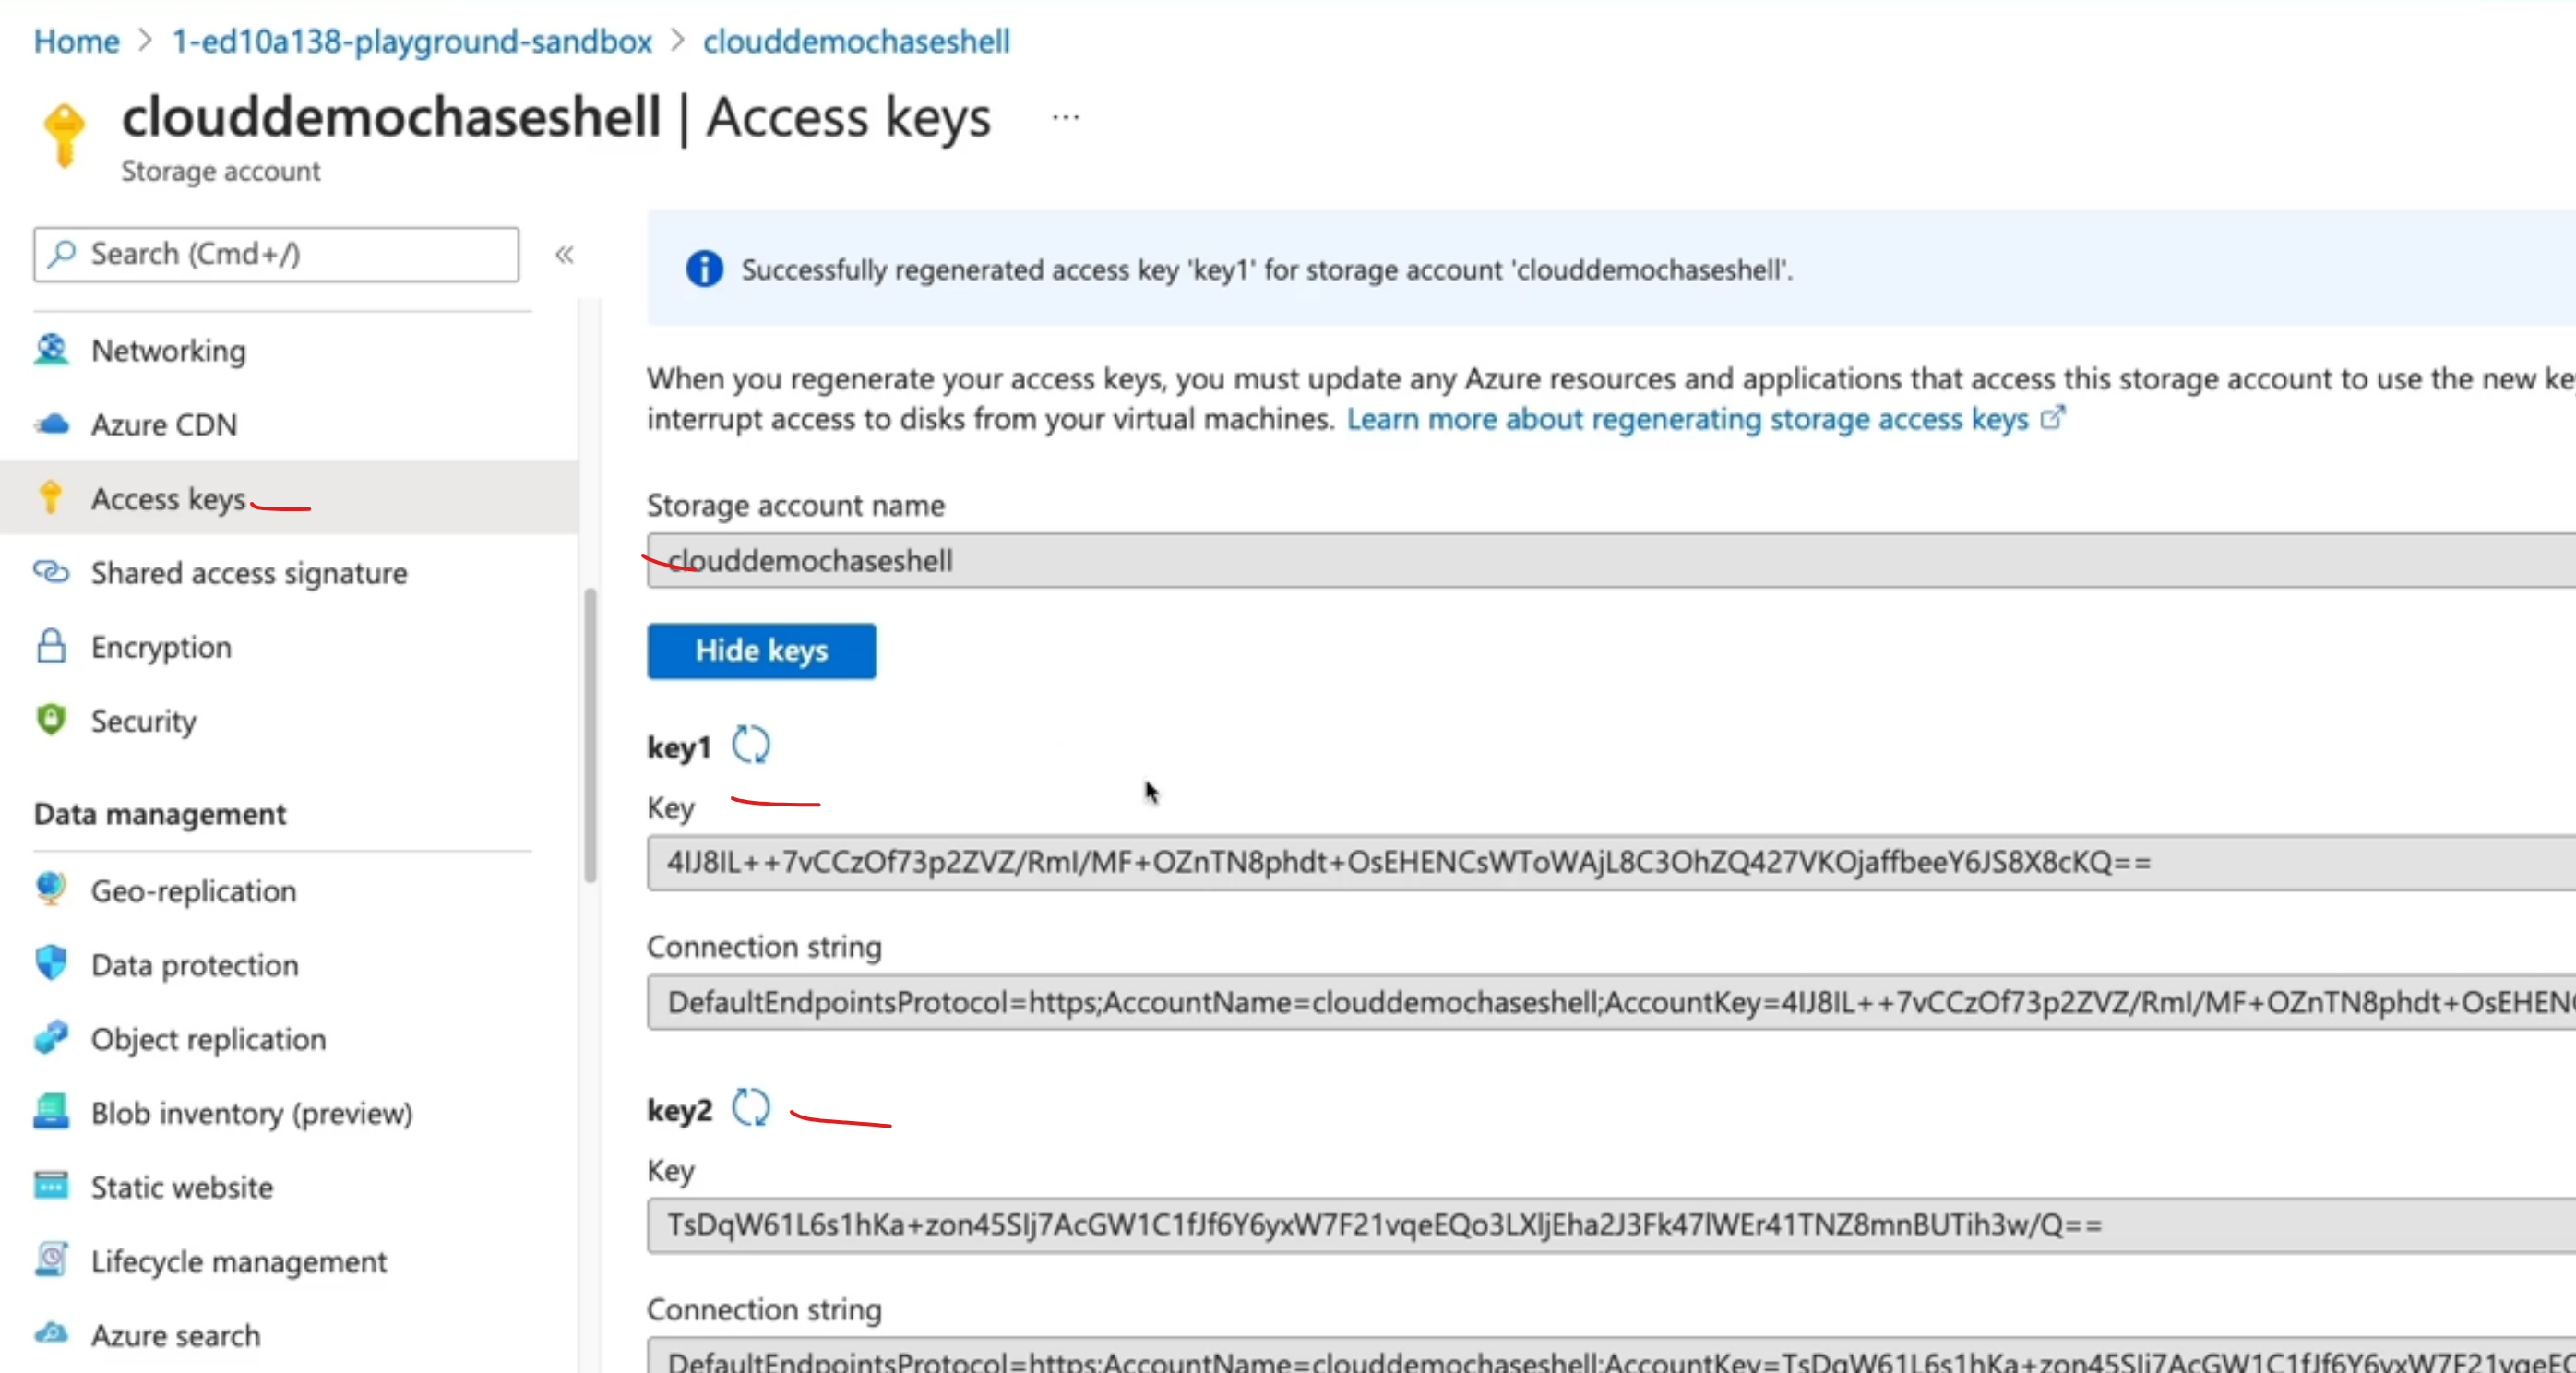 Home > 1-ed10a138-playground-sandbox > clouddemochaseshell
clouddemochaseshell | Access keys ...
Storage account
Search (Cmd+/)
«
Successfully regenerated access key 'key1' for storage account 'clouddemochaseshell'.
Networking
Azure CDN
Access keys
Shared access signature
Encryption
Security
Data management
Geo-replication
Data protection
Object replication
Blob inventory (preview)
Static website
Lifecycle management
Azure search
When you regenerate your access keys, you must update any Azure resources and applications that access this storage account to use the new
interrupt access to disks from your virtual machines. Learn more about regenerating storage access keys
Storage account name
clouddemochaseshell
Hide keys
key1
Key
4IJ8IL++7vCCzOf73p2ZVZ/RmI/MF+OZnTN8phdt+OsEHENCsWToWAjL8C3OhZQ427VKOjaffbeeY6JS8X8cKQ==
Connection string
DefaultEndpointsProtocol=https;AccountName=clouddemochaseshell;AccountKey=4IJ8IL++7vCCzOf73p2ZVZ/RmI/MF+OZnTN8phdt+OsEHEN
key2
Key
TsDqW61L6s1hKa+zon45SIj7AcGW1C1fJf6Y6yxW7F21vqeEQo3LXljEha2J3Fk47lWEr41TNZ8mnBUTih3w/Q==
Connection string
DefaultEndpointsProtocol=https;AccountName=clouddemochaseshell;AccountKey=TsDqW61L6s1hKa+zon45SIj7AcGW1C1fJf6Y6yxW7F21vqeE